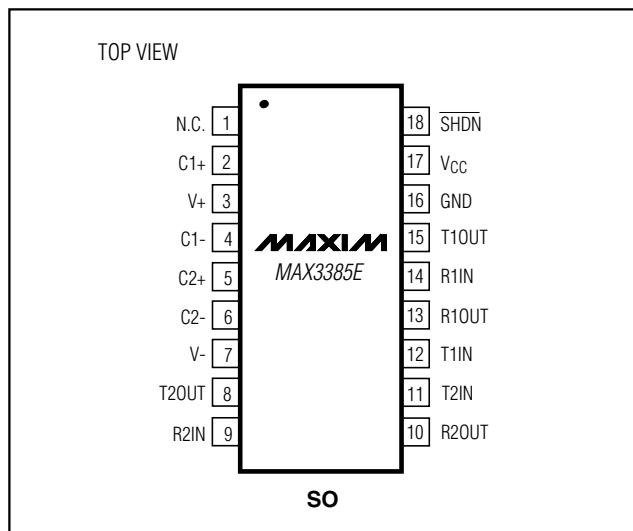 TOP VIEW
N.C. 1
C1+ 2
V+ 3
C1- 4
C2+ 5
C2- 6
V- 7
T2OUT 8
R2IN 9
18 SHDN
17 VCC
16 GND
15 T1OUT
14 R1IN
13 R1OUT
12 T1IN
11 T2IN
10 R2OUT
MAXIM
MAX3385E
SO